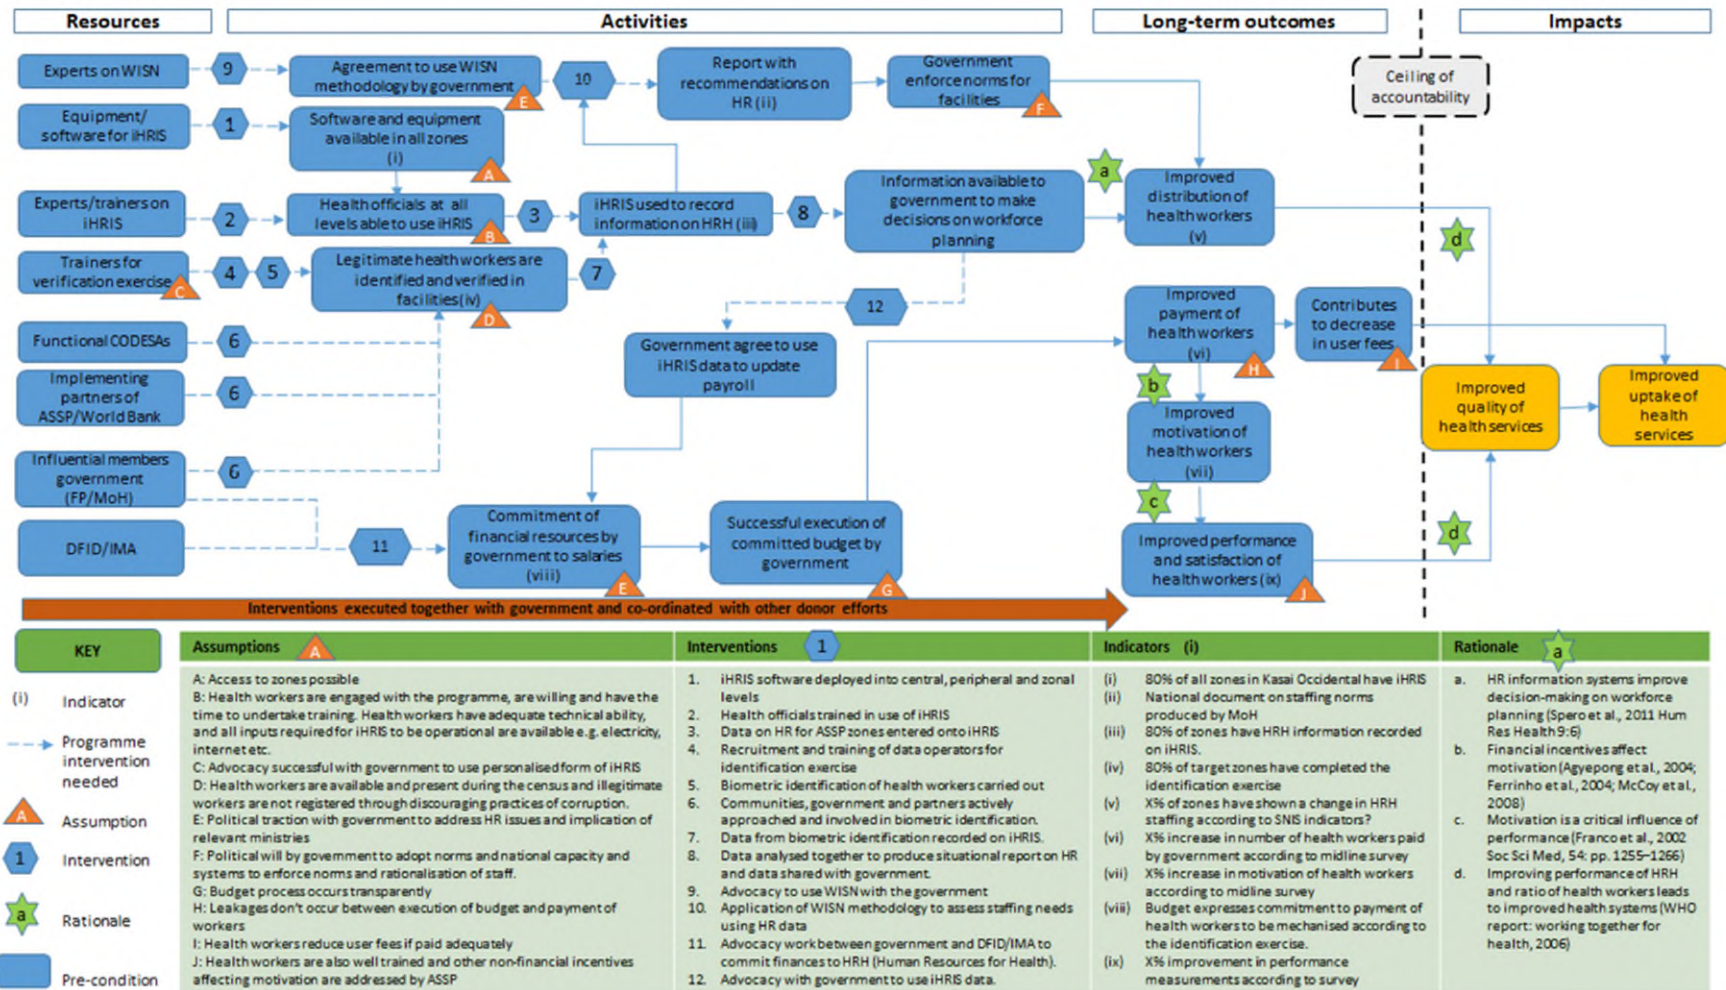 Resources
Activities
Long-term outcomes
Impacts
Experts on WISN
9
Agreement to use WISN
methodology by government
E
10
Report with
recommendations on
HR (ii)
Government
enforce norms for
facilities
F
Ceiling of
accountability
Equipment/
software for iHRIS
1
Software and equipment
available in all zones
(i)
A
Experts/trainers on
iHRIS
2
Health officials at all
levels able to use iHRIS
B
3
iHRIS used to record
information on HRH (iii)
8
Information available to
government to make
decisions on workforce
planning
a
Improved
distribution of
health workers
(v)
d
Trainers for
verification exercise
C
4
5
Legitimate health workers are
identified and verified in
facilities(iv)
D
7
12
Functional CODESAs
6
Government agree to use
iHRIS data to update
payroll
Improved
payment of
health workers
(vi)
H
Contributes
to decrease
in user fees
I
Implementing
partners of
ASSP/World Bank
6
b
Improved
motivation of
health workers
(vii)
Improved
quality of
health services
Improved
uptake of
health
services
Influential members
government
(FP/MoH)
6
c
DFID/IMA
11
Commitment of
financial resources by
government to salaries
(viii)
E
Successful execution of
committed budget by
government
G
Improved performance
and satisfaction of
health workers (ix)
J
d
Interventions executed together with government and co-ordinated with other donor efforts
KEY
(i) Indicator
Programme
intervention
needed
A Assumption
1 Intervention
a Rationale
Pre-condition
Assumptions A
A: Access to zones possible
B: Health workers are engaged with the programme, are willing and have the
time to undertake training. Health workers have adequate technical ability,
and all inputs required for iHRIS to be operational are available e.g. electricity,
internet etc.
C: Advocacy successful with government to use personalised form of iHRIS
D: Health workers are available and present during the census and illegitimate
workers are not registered through discouraging practices of corruption.
E: Political traction with government to address HR issues and implication of
relevant ministries
F: Political will by government to adopt norms and national capacity and
systems to enforce norms and rationalisation of staff.
G: Budget process occurs transparently
H: Leakages don't occur between execution of budget and payment of
workers
I: Health workers reduce user fees if paid adequately
J: Health workers are also well trained and other non-financial incentives
affecting motivation are addressed by ASSP
Interventions 1
1. iHRIS software deployed into central, peripheral and zonal
levels
2. Health officials trained in use of iHRIS
3. Data on HR for ASSP zones entered onto iHRIS
4. Recruitment and training of data operators for
identification exercise
5. Biometric identification of health workers carried out
6. Communities, government and partners actively
approached and involved in biometric identification.
7. Data from biometric identification recorded on iHRIS.
8. Data analysed together to produce situational report on HR
and data shared with government.
9. Advocacy to use WISN with the government
10. Application of WISN methodology to assess staffing needs
using HR data
11. Advocacy work between government and DFID/IMA to
commit finances to HRH (Human Resources for Health).
12. Advocacy with government to use iHRIS data.
Indicators (i)
(i) 80% of all zones in Kasai Occidental have iHRIS
(ii) National document on staffing norms
produced by MoH
(iii) 80% of zones have HRH information recorded
on iHRIS.
(iv) 80% of target zones have completed the
identification exercise
(v) X% of zones have shown a change in HRH
staffing according to SNIS indicators?
(vi) X% increase in number of health workers paid
by government according to midline survey
(vii) X% increase in motivation of health workers
according to midline survey
(viii) Budget expresses commitment to payment of
health workers to be mechanised according to
the identification exercise.
(ix) X% improvement in performance
measurements according to survey
Rationale a
a. HR information systems improve
decision-making on workforce
planning (Spero et al., 2011 Hum
Res Health 9:6)
b. Financial incentives affect
motivation (Agyepong et al., 2004;
Ferrinho et al., 2004; McCoy et al.,
2008)
c. Motivation is a critical influence of
performance (Franco et al., 2002
Soc Sci Med, 54: pp. 1255–1266)
d. Improving performance of HRH
and ratio of health workers leads
to improved health systems (WHO
report: working together for
health, 2006)